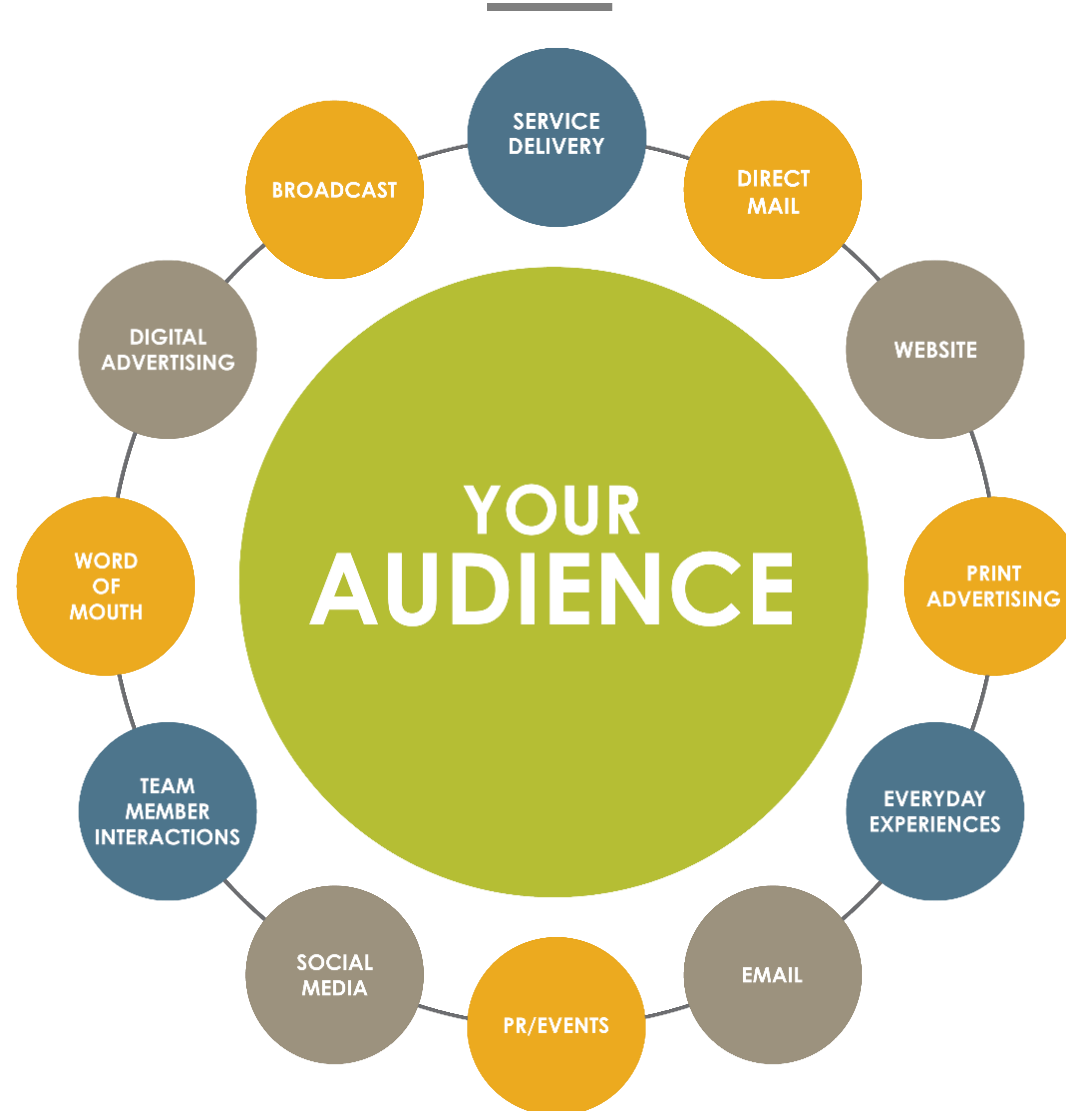 SERVICE
DELIVERY
DIRECT
MAIL
WEBSITE
PRINT
ADVERTISING
EVERYDAY
EXPERIENCES
EMAIL
PR/EVENTS
SOCIAL
MEDIA
TEAM
MEMBER
INTERACTIONS
WORD
OF
MOUTH
DIGITAL
ADVERTISING
BROADCAST
YOUR
AUDIENCE